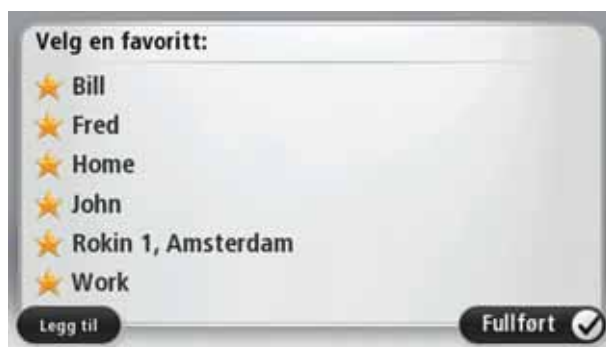 Velg en favoritt:
Bill
Fred
Home
John
Rokin 1, Amsterdam
Work
Legg til
Fullført